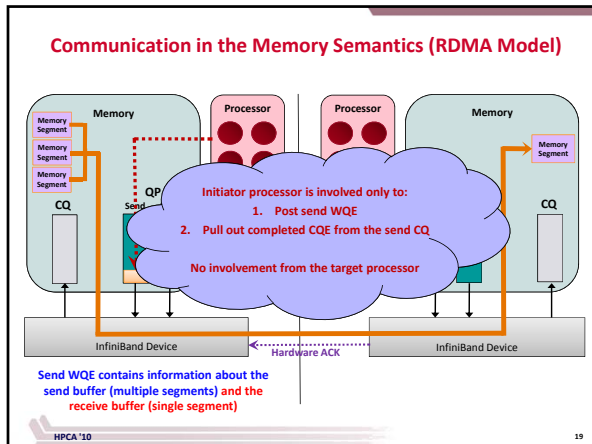 Communication in the Memory Semantics (RDMA Model)
Memory
Processor
Processor
Memory
Memory
Segment
Memory
Segment
Memory
Segment
Memory
Segment
QP
CQ
Send
CQ
Initiator processor is involved only to:
1. Post send WQE
2. Pull out completed CQE from the send CQ
No involvement from the target processor
InfiniBand Device
Hardware ACK
InfiniBand Device
Send WQE contains information about the
send buffer (multiple segments) and the
receive buffer (single segment)
HPCA '10
19